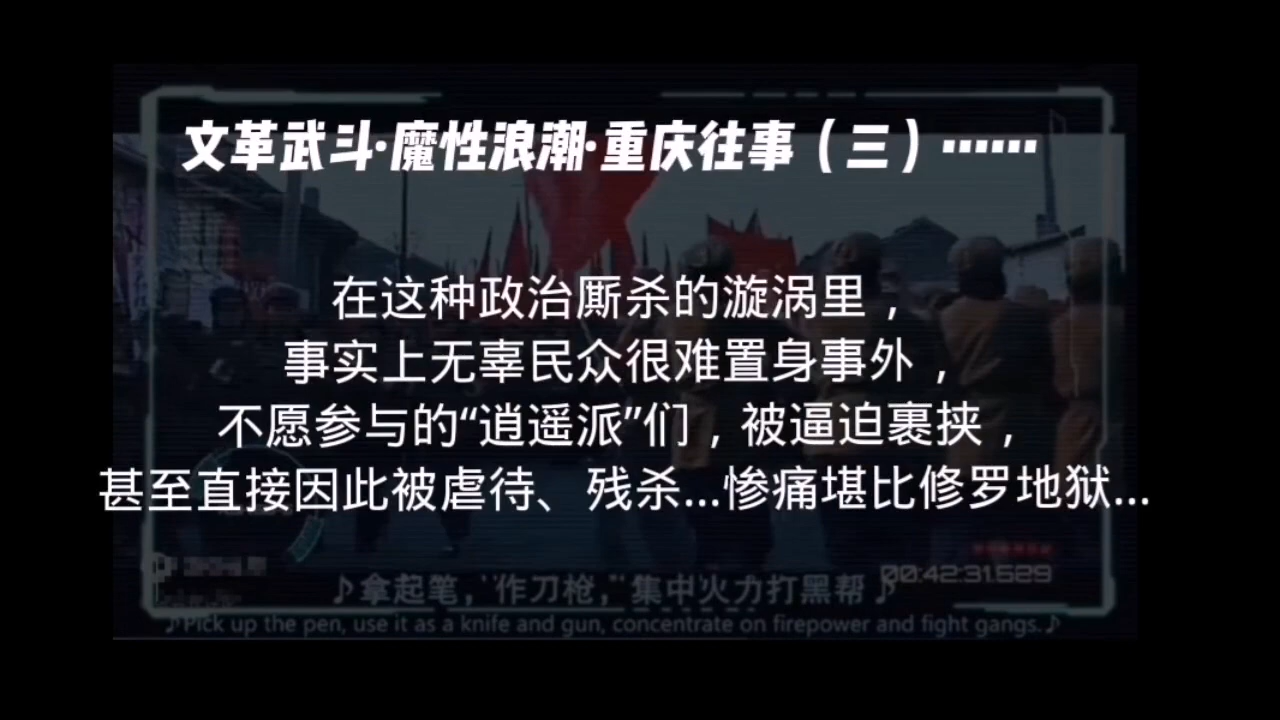 文革武斗·魔性浪潮·重庆往事（三）······
在这种政治厮杀的漩涡里，
事实上无辜民众很难置身事外，
不愿参与的“逍遥派”们，被逼迫裹挟，
甚至直接因此被虐待、残杀...惨痛堪比修罗地狱...
00:42:31.529
♪拿起笔，"作刀枪，"集中火力打黑帮♪
♪Pick up the pen, use it as a knife and gun, concentrate on firepower and fight gangs.♪